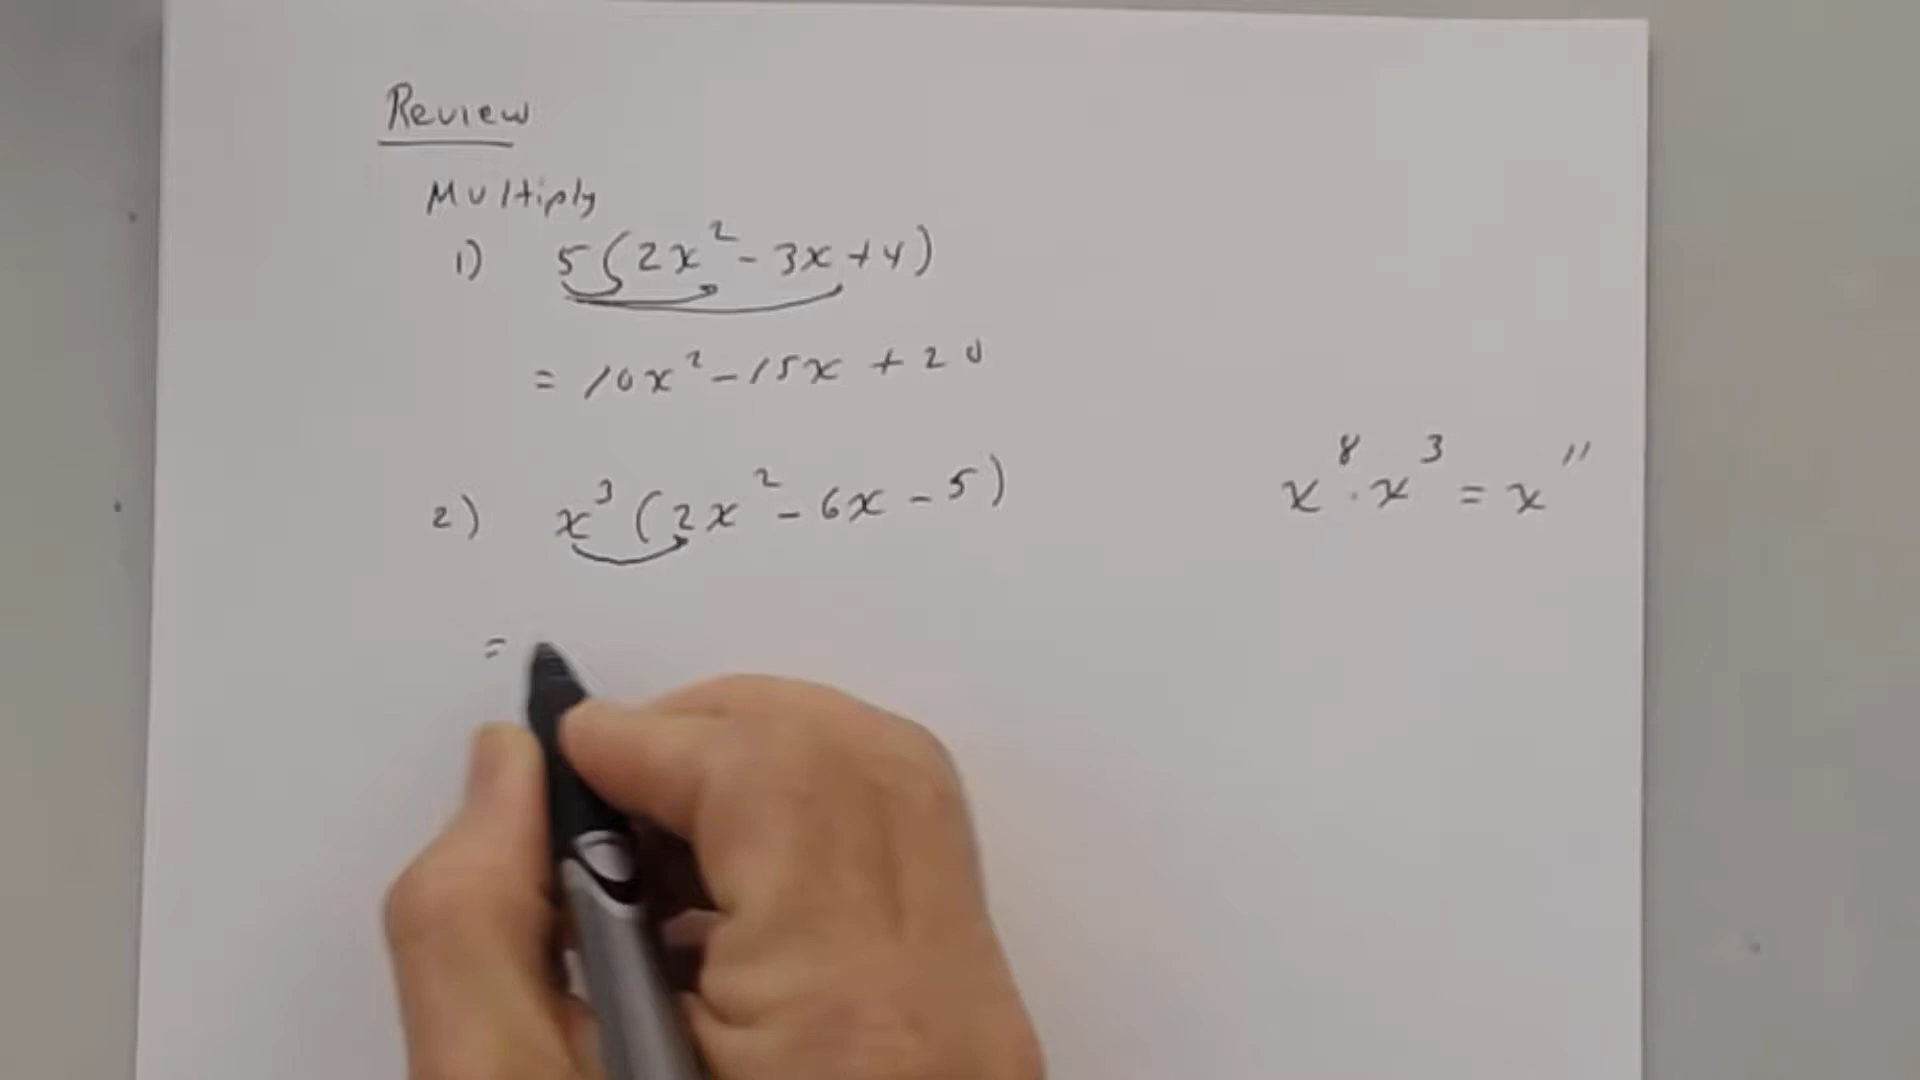 Review
Multiply
1) 5(2x² - 3x + 4)
= 10x² - 15x + 20
2) x³(2x² - 6x - 5)
x⁸ · x³ = x¹¹
=